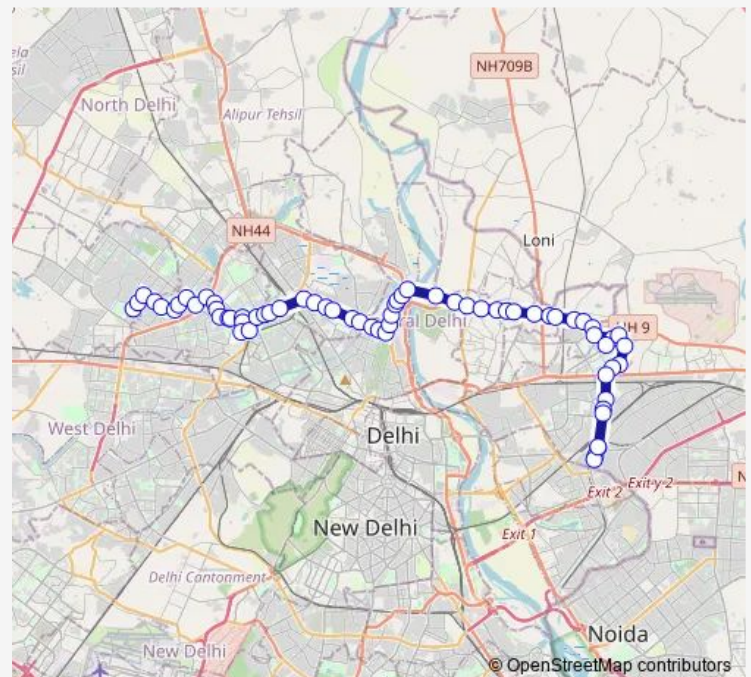 NH709B
North Delhi
Alipur Tehsil
NH44
Loni
NH 9
West Delhi
Delhi
New Delhi
Exit 2
Exit 1
Delhi Cantonment
New Delhi
Noida
© OpenStreetMap contributors